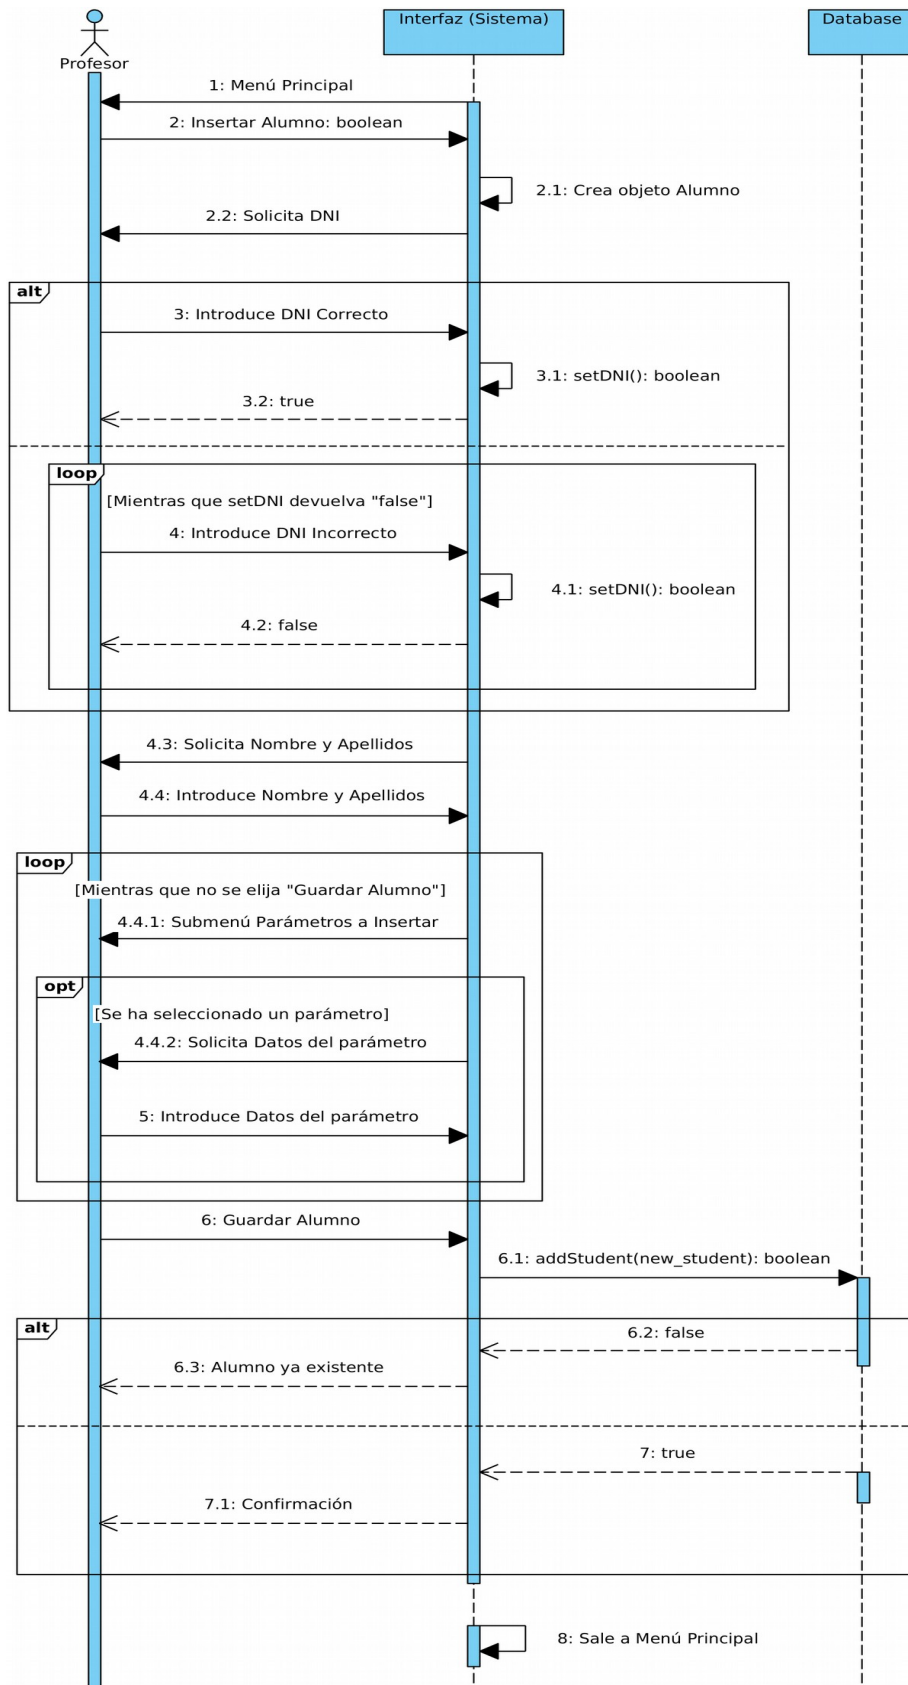 Interfaz (Sistema)
Database
Profesor
1: Menú Principal
2: Insertar Alumno: boolean
2.1: Crea objeto Alumno
2.2: Solicita DNI
alt
3: Introduce DNI Correcto
3.1: setDNI(): boolean
3.2: true
loop
[Mientras que setDNI devuelva "false"]
4: Introduce DNI Incorrecto
4.1: setDNI(): boolean
4.2: false
4.3: Solicita Nombre y Apellidos
4.4: Introduce Nombre y Apellidos
loop
[Mientras que no se elija "Guardar Alumno"]
4.4.1: Submenú Parámetros a Insertar
opt
[Se ha seleccionado un parámetro]
4.4.2: Solicita Datos del parámetro
5: Introduce Datos del parámetro
6: Guardar Alumno
6.1: addStudent(new_student): boolean
alt
6.2: false
6.3: Alumno ya existente
7: true
7.1: Confirmación
8: Sale a Menú Principal